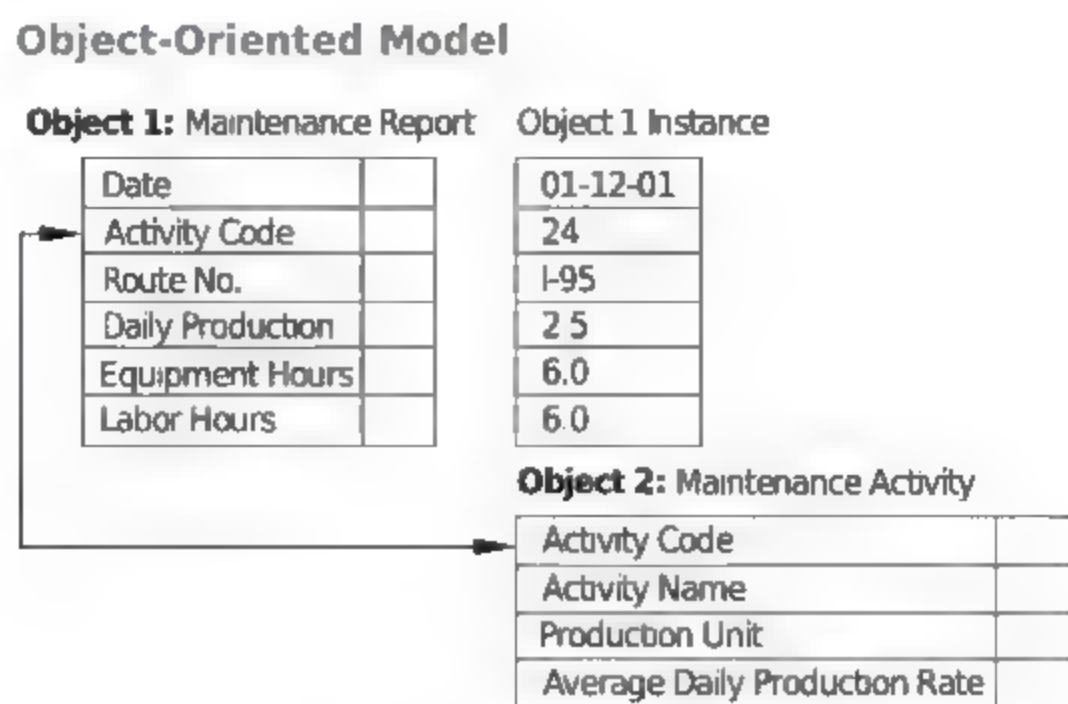 Object-Oriented Model
Object 1: Maintenance Report
Object 1 Instance
Date
01-12-01
Activity Code
24
Route No.
I-95
Daily Production
2 5
Equipment Hours
6.0
Labor Hours
6.0
Object 2: Maintenance Activity
Activity Code
Activity Name
Production Unit
Average Daily Production Rate